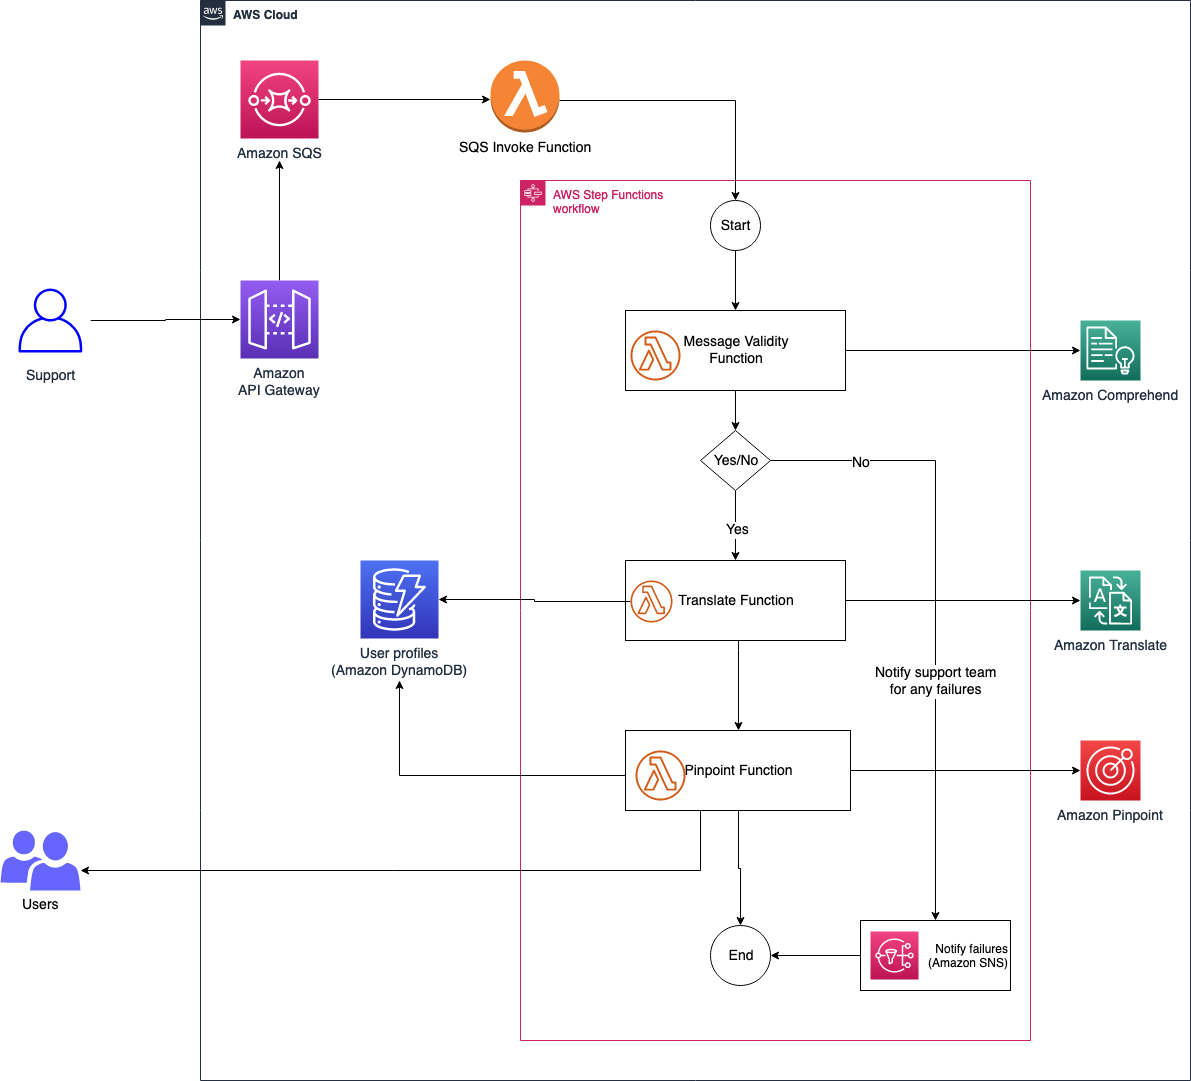 aws
AWS Cloud
Amazon SQS
SQS Invoke Function
AWS Step Functions
workflow
Start
Support
Amazon
API Gateway
Message Validity
Function
Amazon Comprehend
Yes/No
No
Yes
User profiles
(Amazon DynamoDB)
Translate Function
A
文
Amazon Translate
Notify support team
for any failures
Pinpoint Function
Amazon Pinpoint
Users
End
Notify failures
(Amazon SNS)